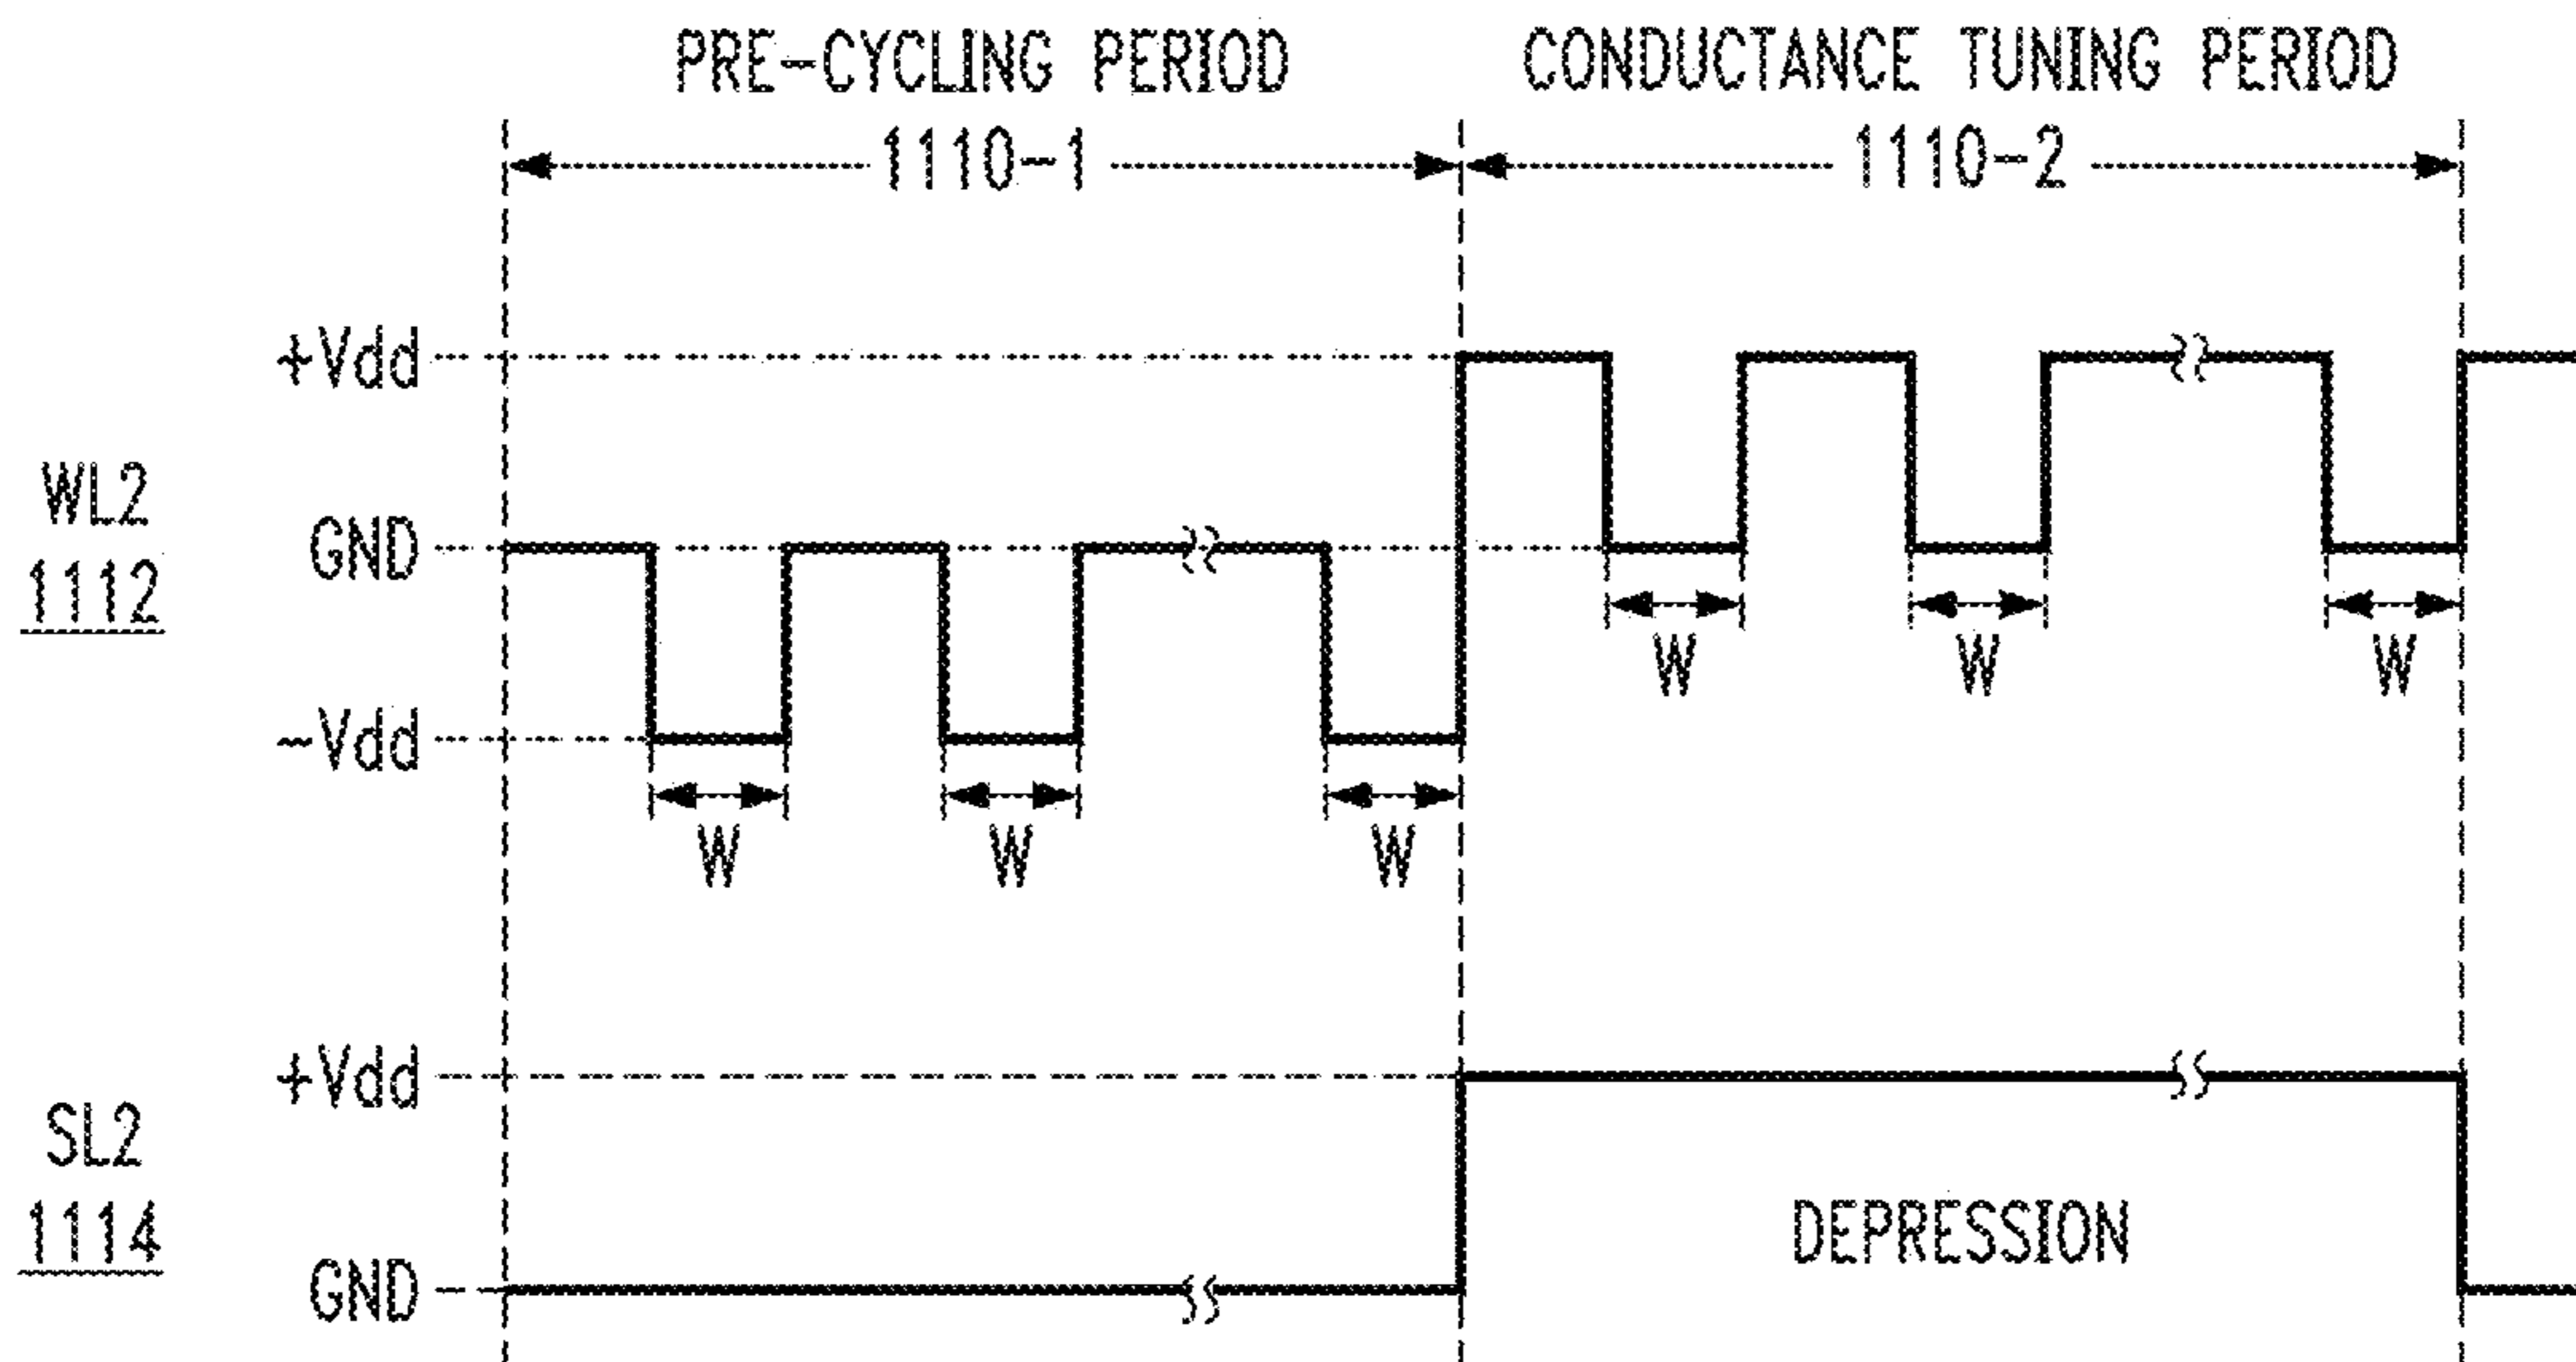 PRE-CYCLING PERIOD
1110-1
CONDUCTANCE TUNING PERIOD
1110-2
WL2
1112
+Vdd
GND
-Vdd
W
W
W
W
W
W
SL2
1114
+Vdd
GND
DEPRESSION